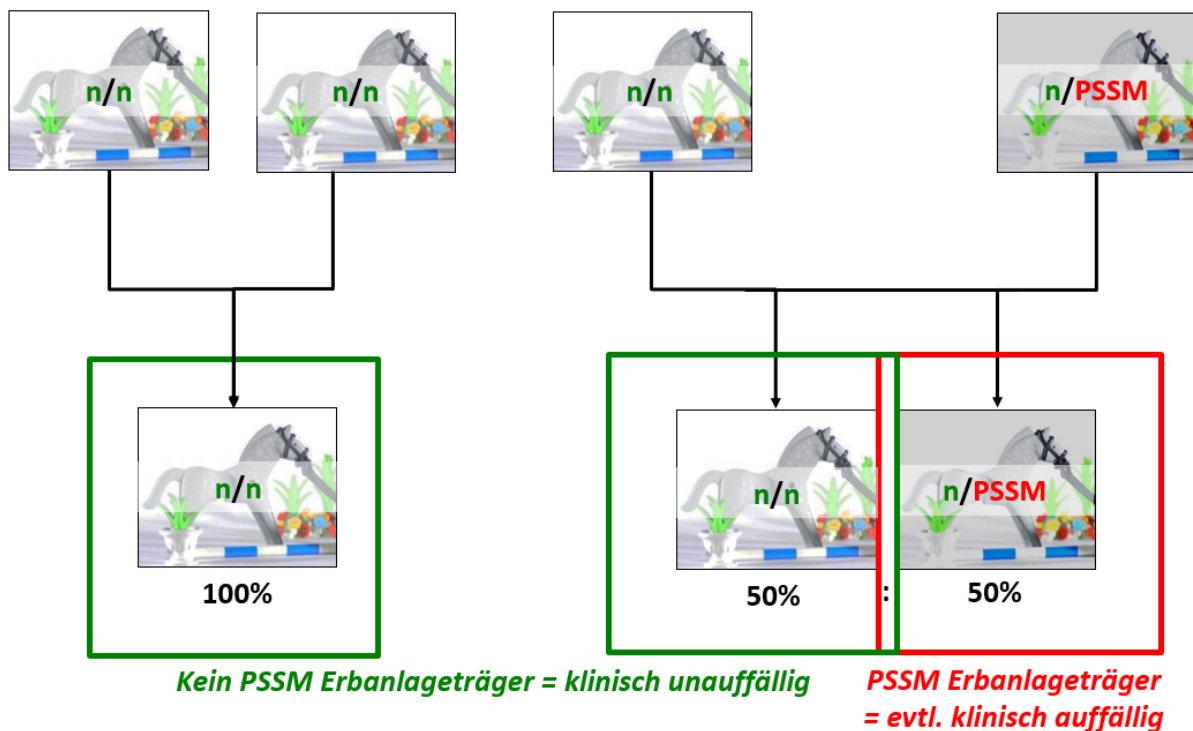 n/n
n/n
n/n
n/PSSM
n/n
n/n
n/PSSM
100%
50%
:
50%
Kein PSSM Erbanlageträger = klinisch unauffällig
PSSM Erbanlageträger
= evtl. klinisch auffällig